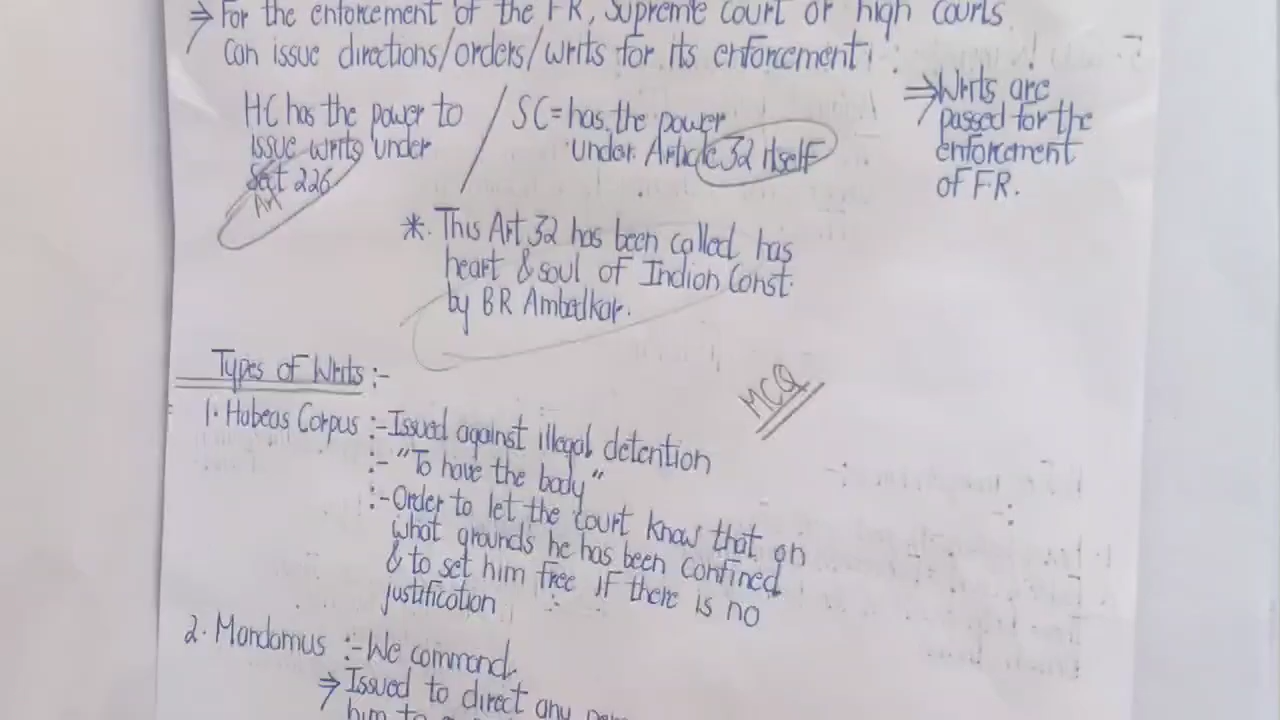 ⇒ For the enforcement of the FR, Supreme Court or high courts
can issue directions/orders/writs for its enforcement:
HC has the power to
issue writs under
Sect 226
Art
/
SC = has the power
under Article 32 itself
⇒ Writs are
passed for the
enforcement
of F.R.
*. This Art 32 has been called has
heart & soul of Indian Const.
by BR Ambedkar.
Types of Writs :-
MCQ
1. Habeas Corpus :- Issued against illegal detention
:- "To have the body"
:- Order to let the court know that on
what grounds he has been confined
& to set him free if there is no
justification
2. Mandamus :- We command.
⇒ Issued to direct any
him to